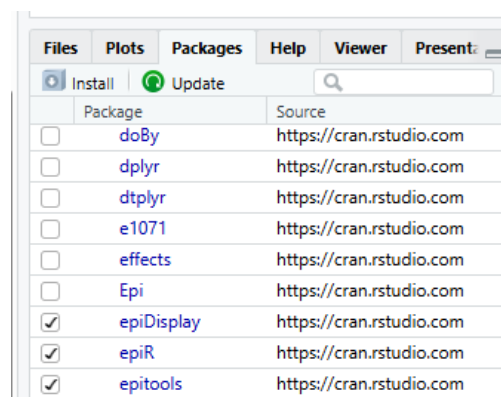 Files Plots Packages Help Viewer
Install Update
Package Source
doBy https://cran.rstudio.com
dplyr https://cran.rstudio.com
dtplyr https://cran.rstudio.com
e1071 https://cran.rstudio.com
effects https://cran.rstudio.com
Epi https://cran.rstudio.com
epiDisplay https://cran.rstudio.com
epiR https://cran.rstudio.com
epitools https://cran.rstudio.com